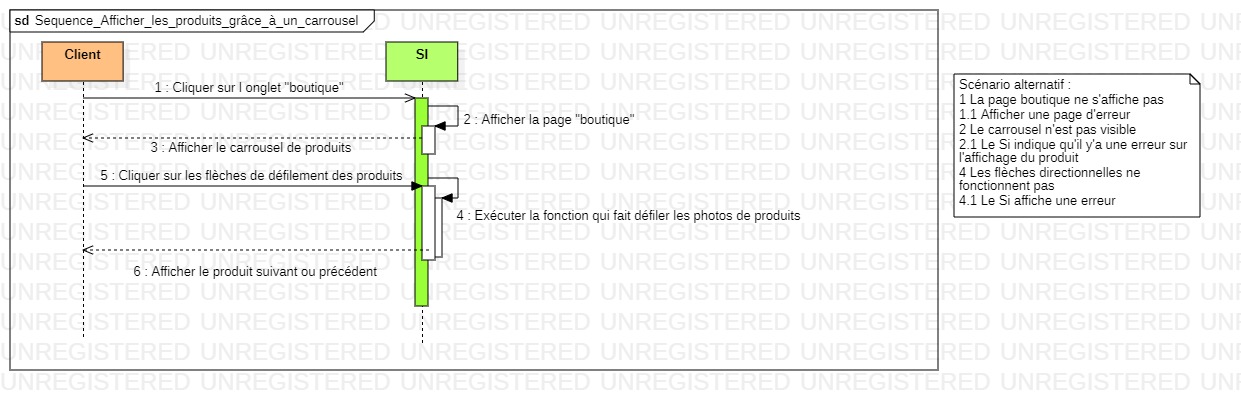 sd Sequence_Afficher_les_produits_grâce_à_un_carrousel
Client
SI
1 : Cliquer sur l onglet "boutique"
2 : Afficher la page "boutique"
3 : Afficher le carrousel de produits
5 : Cliquer sur les flèches de défilement des produits
4 : Exécuter la fonction qui fait défiler les photos de produits
6 : Afficher le produit suivant ou précédent
Scénario alternatif :
1 La page boutique ne s'affiche pas
1.1 Afficher une page d'erreur
2 Le carrousel n'est pas visible
2.1 Le Si indique qu'il y'a une erreur sur
l'affichage du produit
4 Les flèches directionnelles ne
fonctionnent pas
4.1 Le Si affiche une erreur
UNREGISTERED UNREGISTERED UNREGISTERED UNREGISTERED UNREGISTERED UNREGISTERED